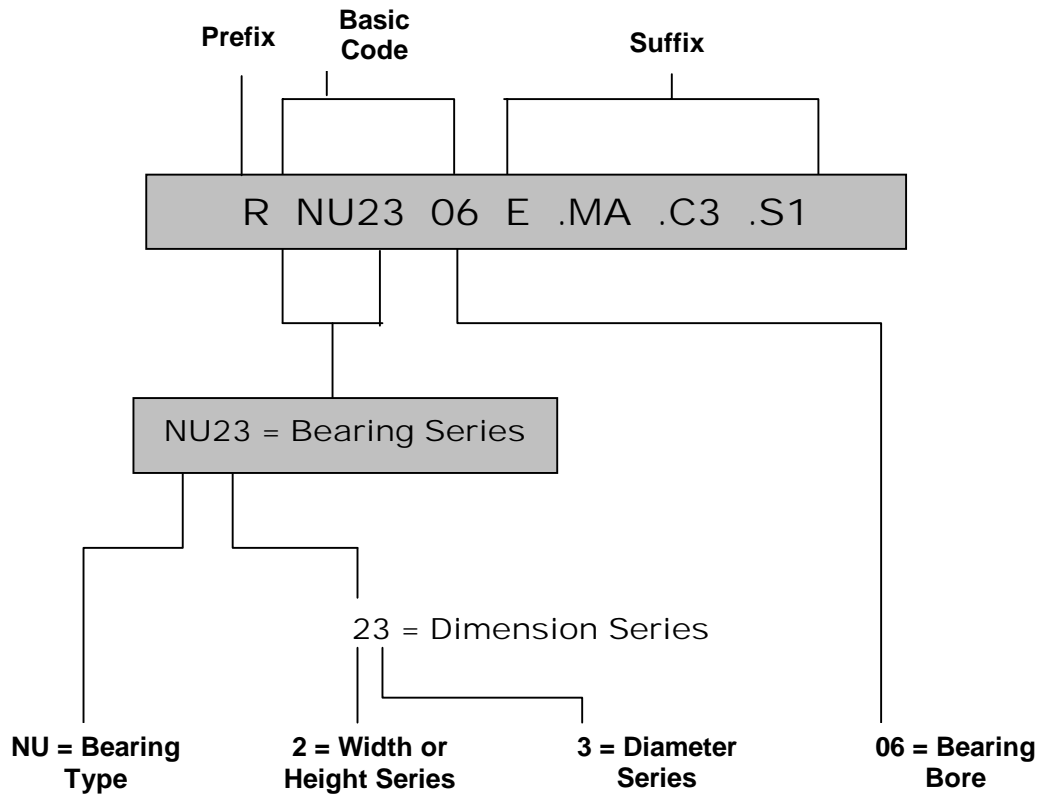 Prefix
Basic
Code
Suffix
R NU23 06 E .MA .C3 .S1
NU23 = Bearing Series
23 = Dimension Series
NU = Bearing
Type
2 = Width or
Height Series
3 = Diameter
Series
06 = Bearing
Bore